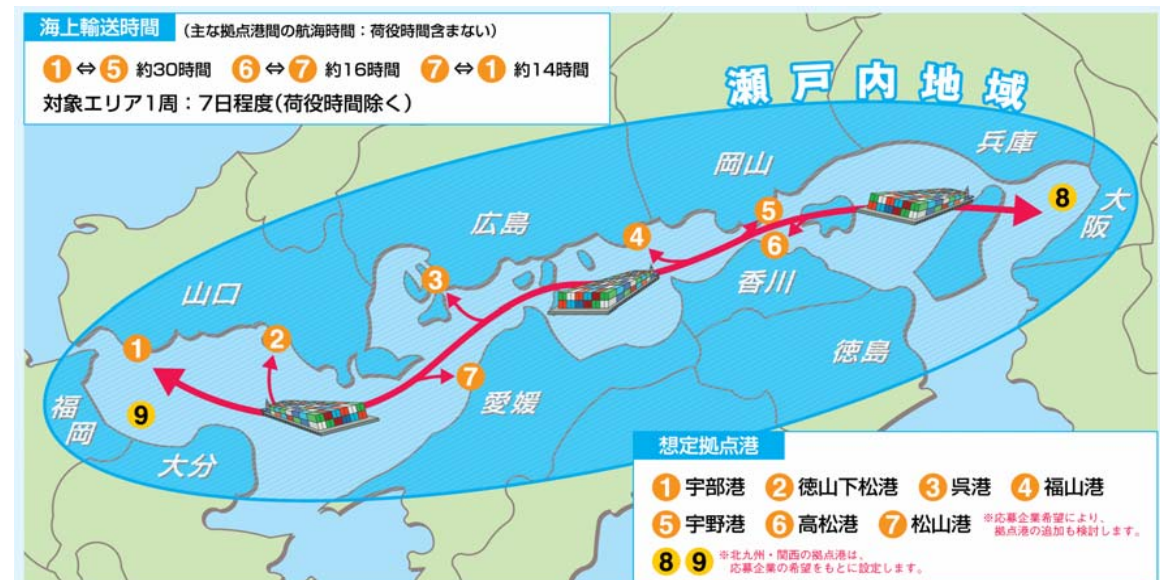 海上輸送時間 (主な拠点港間の航海時間：荷役時間含まない)
1 ⇔ 5 約30時間 6 ⇔ 7 約16時間 7 ⇔ 1 約14時間
対象エリア1周：7日程度(荷役時間除く)
瀬戸内地域
兵庫
岡山
8
大阪
5
広島
4
6
香川
3
山口
徳島
1
2
7
愛媛
福岡
9
大分
想定拠点港
1 宇部港 2 徳山下松港 3 呉港 4 福山港
5 宇野港 6 高松港 7 松山港 ※応募企業希望により、
拠点港の追加も検討します。
8 9 ※北九州・関西の拠点港は、
応募企業の希望をもとに設定します。